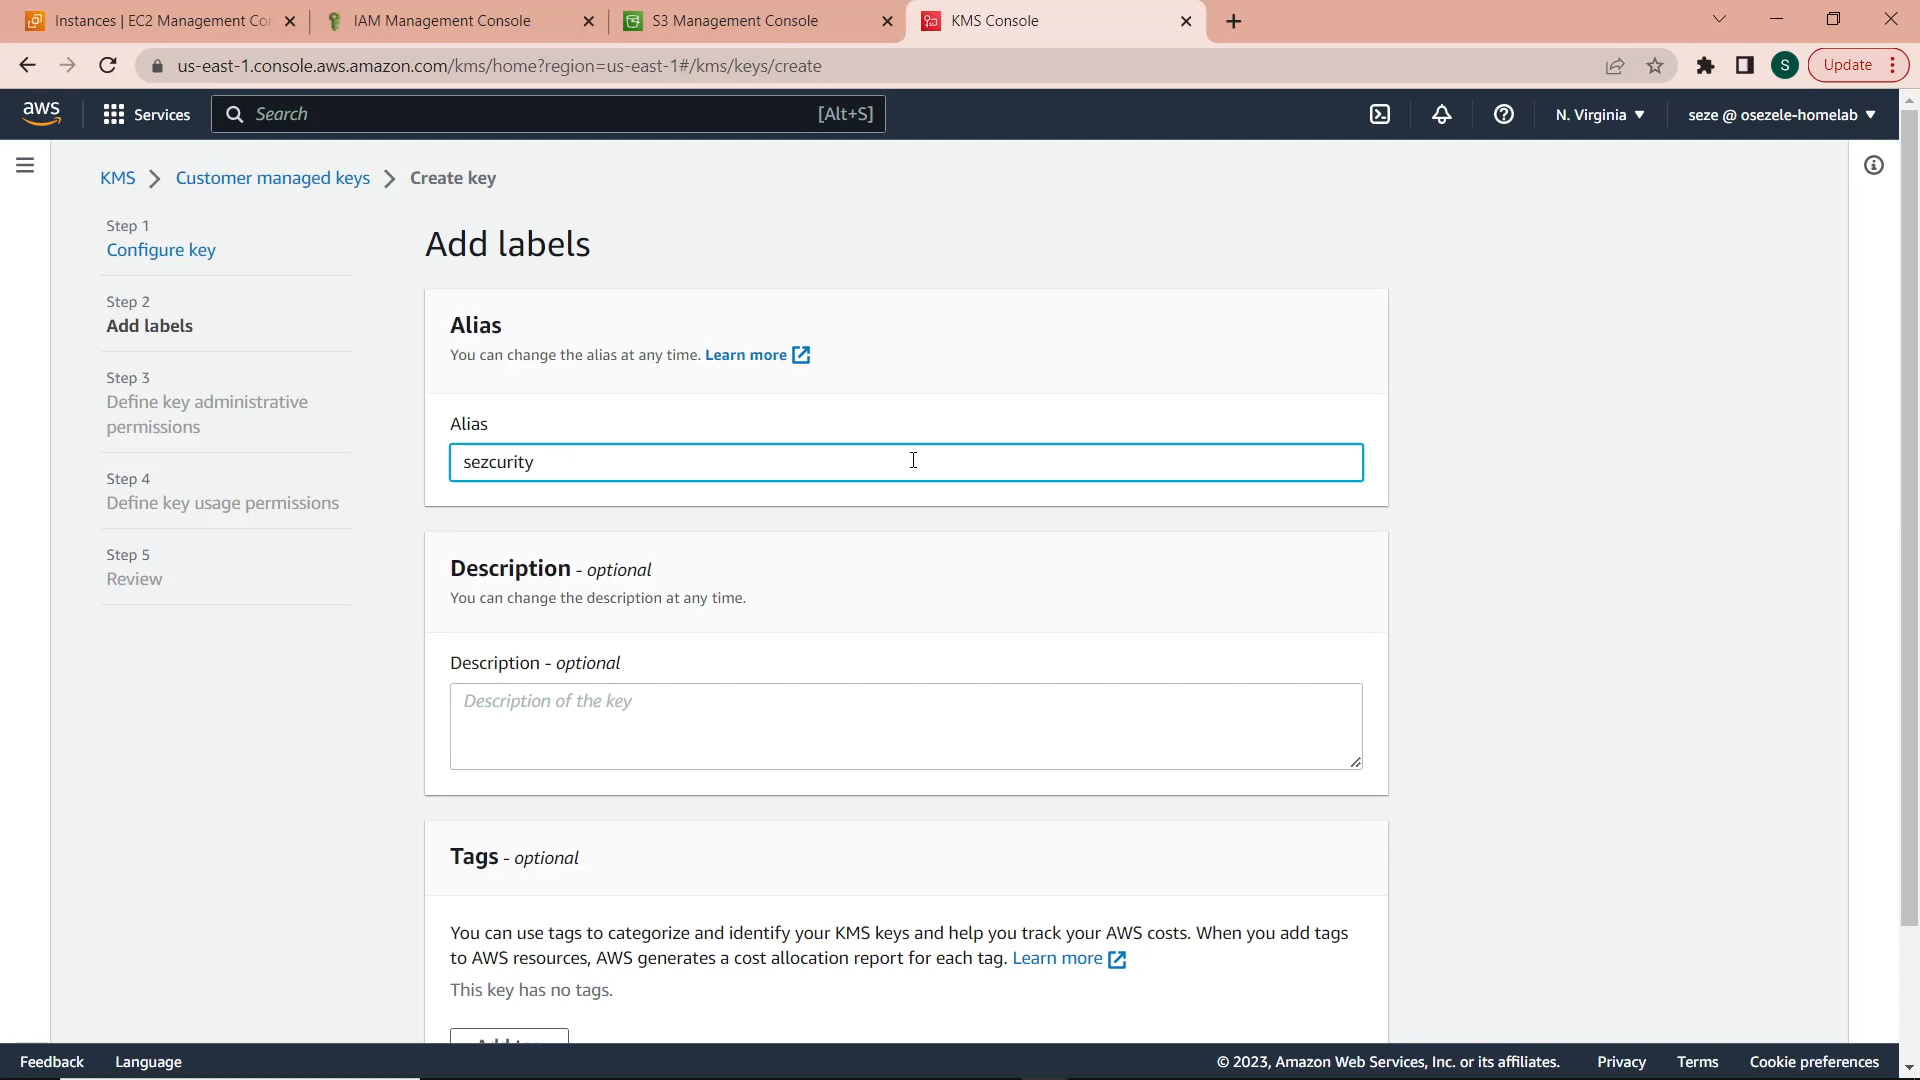 Instances | EC2 Management Con
IAM Management Console
S3 Management Console
KMS Console
us-east-1.console.aws.amazon.com/kms/home?region=us-east-1#/kms/keys/create
S
Update
aws
Services
Search
[Alt+S]
N. Virginia
seze @ osezele-homelab
KMS
Customer managed keys
Create key
Step 1
Configure key
Step 2
Add labels
Step 3
Define key administrative
permissions
Step 4
Define key usage permissions
Step 5
Review
Add labels
Alias
You can change the alias at any time. Learn more
Alias
sezcurity
Description - optional
You can change the description at any time.
Description - optional
Description of the key
Tags - optional
You can use tags to categorize and identify your KMS keys and help you track your AWS costs. When you add tags
to AWS resources, AWS generates a cost allocation report for each tag. Learn more
This key has no tags.
Feedback
Language
© 2023, Amazon Web Services, Inc. or its affiliates.
Privacy
Terms
Cookie preferences